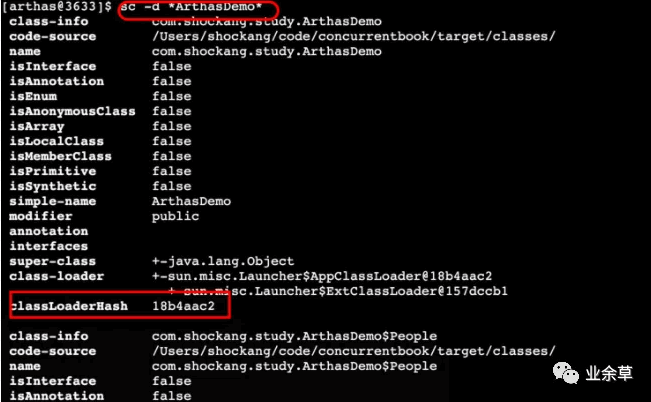 [arthas@3633]$ sc -d *ArthasDemo*
class-info com.shockang.study.ArthasDemo
code-source /Users/shockang/code/concurrentbook/target/classes/
name com.shockang.study.ArthasDemo
isInterface false
isAnnotation false
isEnum false
isAnonymousClass false
isArray false
isLocalClass false
isMemberClass false
isPrimitive false
isSynthetic false
simple-name ArthasDemo
modifier public
annotation
interfaces
super-class +-java.lang.Object
class-loader +-sun.misc.Launcher$AppClassLoader@18b4aac2
+-sun.misc.Launcher$ExtClassLoader@157dccb1
classLoaderHash 18b4aac2
class-info com.shockang.study.ArthasDemo$People
code-source /Users/shockang/code/concurrentbook/target/classes/
name com.shockang.study.ArthasDemo$People
isInterface false
isAnnotation false
业余草